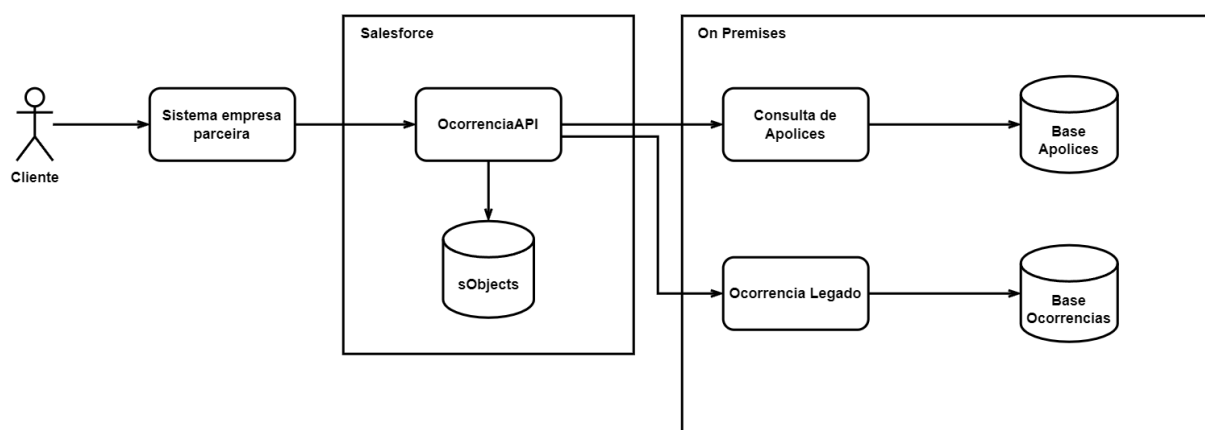 Salesforce
On Premises
Cliente
Sistema empresa
parceira
OcorrenciaAPI
sObjects
Consulta de
Apolices
Base
Apolices
Ocorrencia Legado
Base
Ocorrencias